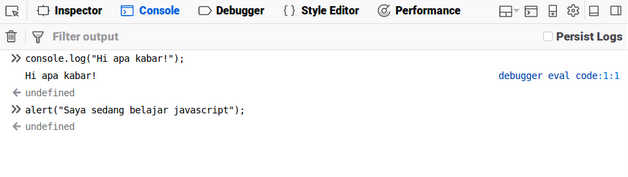 Inspector Console Debugger Style Editor Performance
Filter output Persist Logs
console.log("Hi apa kabar!");
Hi apa kabar! debugger eval code:1:1
undefined
alert("Saya sedang belajar javascript");
undefined